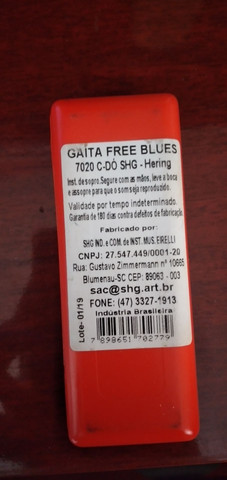 GAITA FREE BLUES
7020 C-DÓ SHG - Hering
Inst. de sopro. Segure com as mãos, leve a boca
e assopre para que o som seja reproduzido.
Validade por tempo indeterminado.
Garantia de 180 dias contra defeitos de fabricação.
Fabricado por:
SHG IND. e COM. de INST. MUS. EIRELLI
CNPJ: 27.547.449/0001-20
Rua: Gustavo Zimmermann nº 10665
Blumenau-SC CEP: 89063 - 003
sac@shg.art.br
FONE: (47) 3327-1913
Indústria Brasileira
7 898651 702779
Lote- 01/19